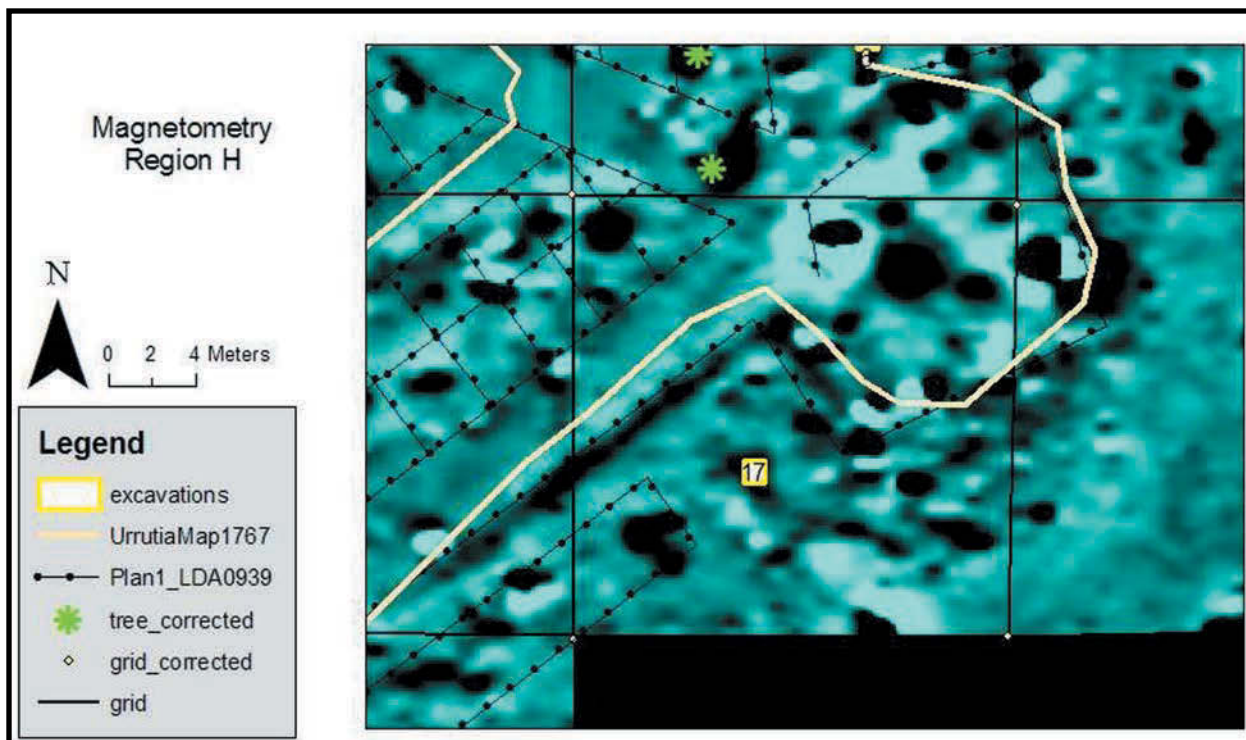 Magnetometry
Region H
N
0 2 4 Meters
Legend
excavations
UrrutiaMap1767
Plan1_LDA0939
tree_corrected
grid_corrected
grid
17